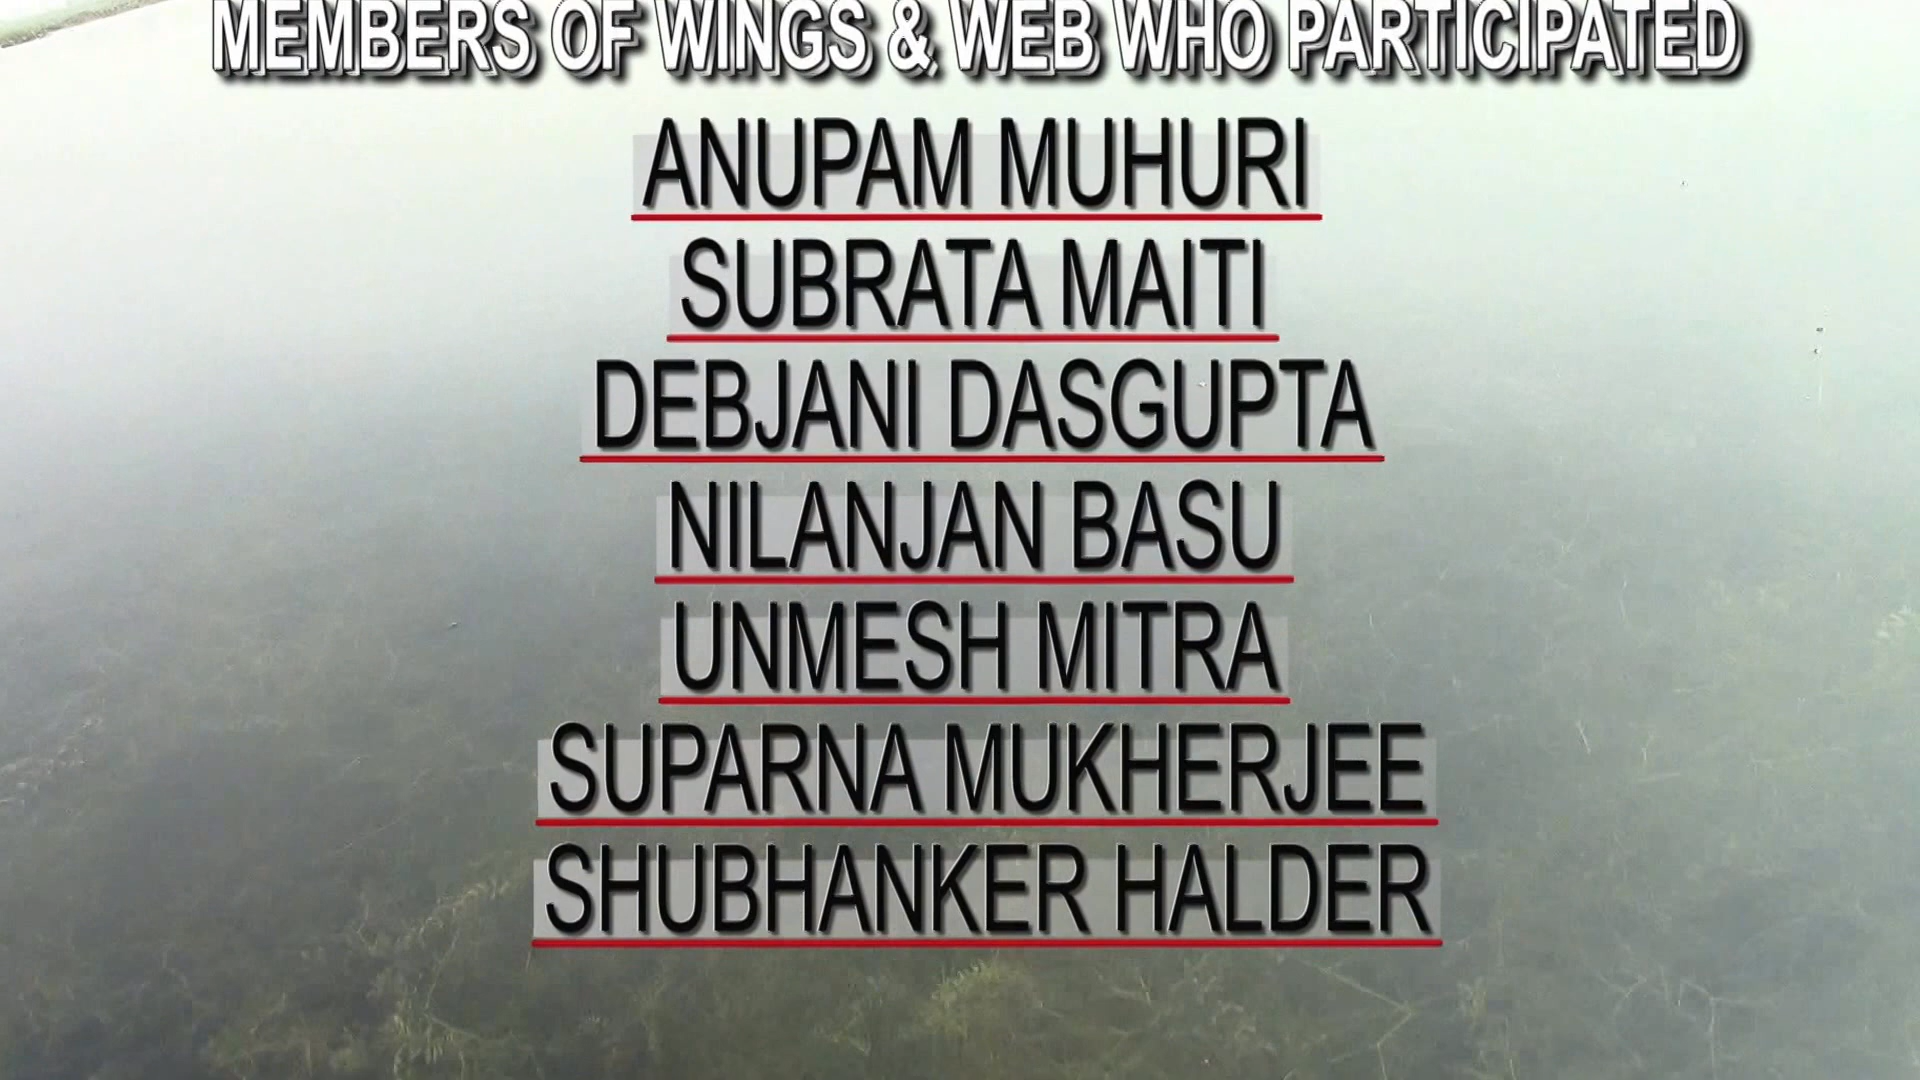 MEMBERS OF WINGS & WEB WHO PARTICIPATED
ANUPAM MUHURI
SUBRATA MAITI
DEBJANI DASGUPTA
NILANJAN BASU
UNMESH MITRA
SUPARNA MUKHERJEE
SHUBHANKER HALDER